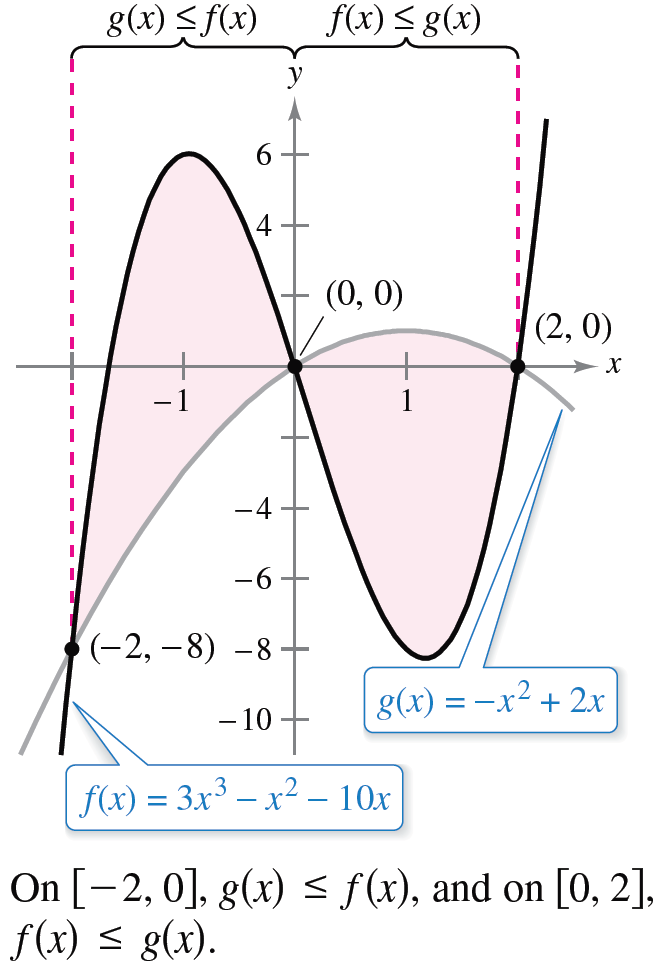 g(x) ≤ f(x) f(x) ≤ g(x)
y
6
4
(0, 0)
(2, 0)
x
−1 1
−4
−6
(−2, −8) −8
g(x) = −x² + 2x
−10
f(x) = 3x³ − x² − 10x
On [−2, 0], g(x) ≤ f(x), and on [0, 2],
f(x) ≤ g(x).